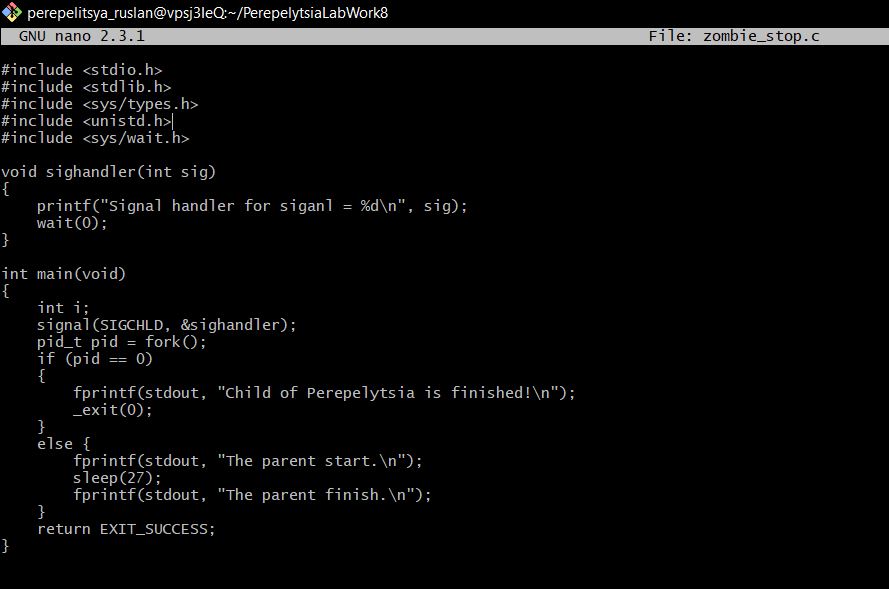 perepelitsya_ruslan@vpsj3IeQ:~/PerepelytsiaLabWork8
GNU nano 2.3.1 File: zombie_stop.c
#include <stdio.h>
#include <stdlib.h>
#include <sys/types.h>
#include <unistd.h>
#include <sys/wait.h>
void sighandler(int sig)
{
    printf("Signal handler for siganl = %d\n", sig);
    wait(0);
}
int main(void)
{
    int i;
    signal(SIGCHLD, &sighandler);
    pid_t pid = fork();
    if (pid == 0)
    {
        fprintf(stdout, "Child of Perepelytsia is finished!\n");
        _exit(0);
    }
    else {
        fprintf(stdout, "The parent start.\n");
        sleep(27);
        fprintf(stdout, "The parent finish.\n");
    }
    return EXIT_SUCCESS;
}